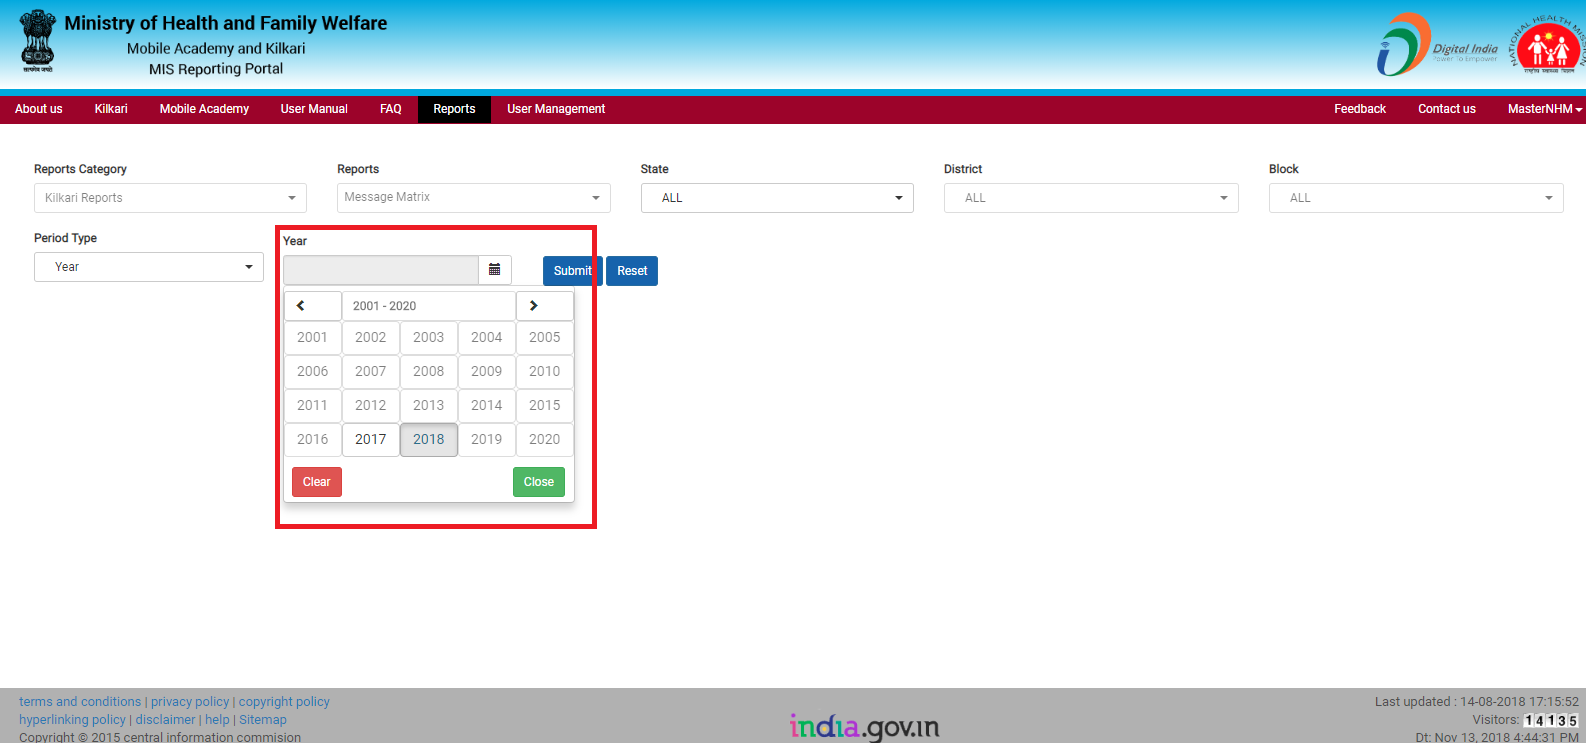 Ministry of Health and Family Welfare
Mobile Academy and Kilkari
MIS Reporting Portal
सत्यमेव जयते
Digital India
Power To Empower
NATIONAL HEALTH MISSION
राष्ट्रीय स्वास्थ्य मिशन
About us Kilkari Mobile Academy User Manual FAQ Reports User Management Feedback Contact us MasterNHM
Reports Category Reports State District Block
Kilkari Reports Message Matrix ALL ALL ALL
Period Type Year
Year Submit Reset
2001 - 2020
2001 2002 2003 2004 2005
2006 2007 2008 2009 2010
2011 2012 2013 2014 2015
2016 2017 2018 2019 2020
Clear Close
terms and conditions | privacy policy | copyright policy
hyperlinking policy | disclaimer | help | Sitemap
Copyright © 2015 central information commision
india.gov.in
Last updated : 14-08-2018 17:15:52
Visitors: 14135
Dt: Nov 13, 2018 4:44:31 PM